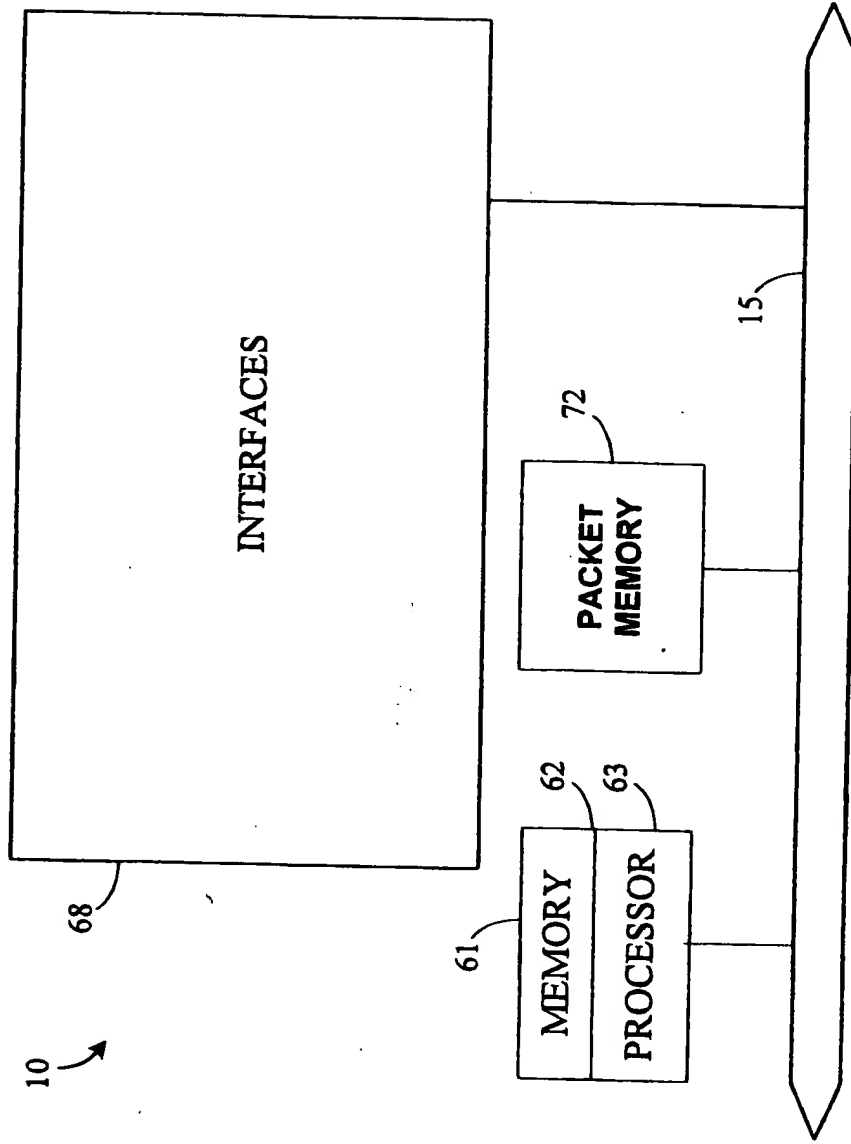 10
68
INTERFACES
61
62
MEMORY
63
PROCESSOR
72
PACKET
MEMORY
15